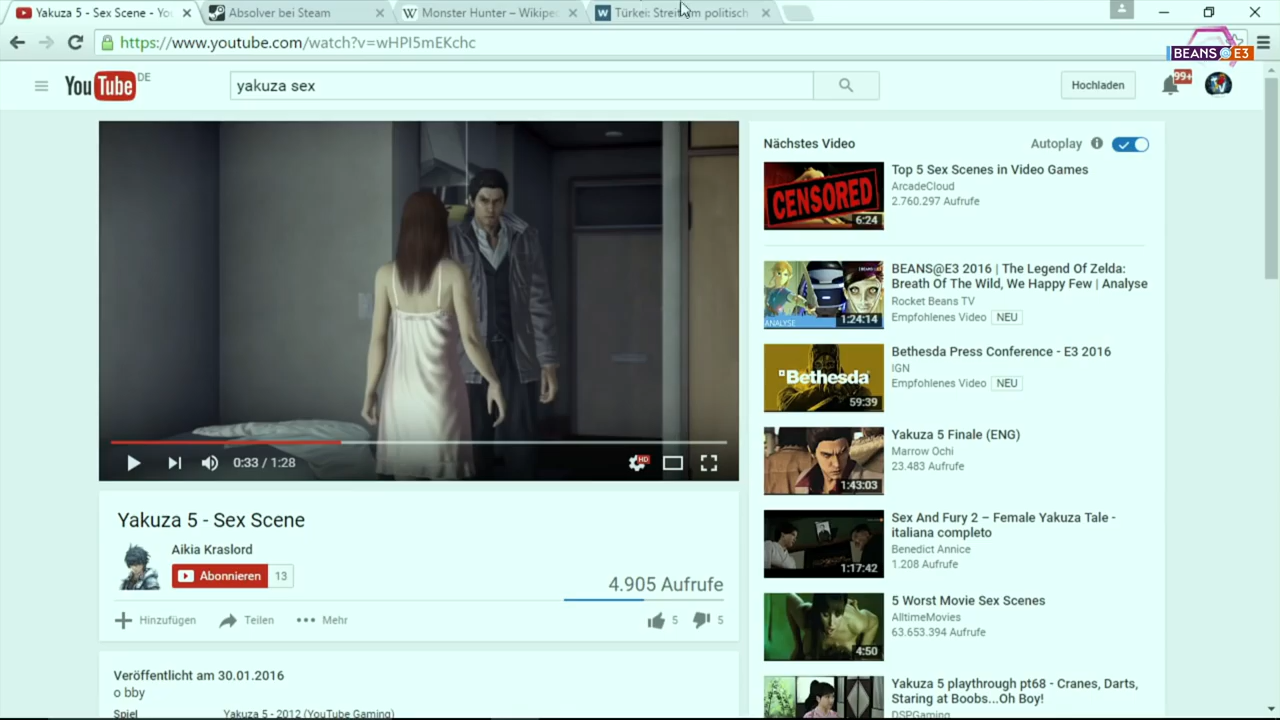 Yakuza 5 - Sex Scene - Yo
Absolver bei Steam
Monster Hunter – Wikipe
Türkei: Streit um politisch
https://www.youtube.com/watch?v=wHPI5mEKchc
BEANS@E3
YouTube DE
yakuza sex
Hochladen
99+
Nächstes Video
Autoplay
CENSORED
6:24
Top 5 Sex Scenes in Video Games
ArcadeCloud
2.760.297 Aufrufe
ANALYSE
1:24:14
BEANS@E3 2016 | The Legend Of Zelda:
Breath Of The Wild, We Happy Few | Analyse
Rocket Beans TV
Empfohlenes Video NEU
Bethesda
59:39
Bethesda Press Conference - E3 2016
IGN
Empfohlenes Video NEU
1:43:03
Yakuza 5 Finale (ENG)
Marrow Ochi
23.483 Aufrufe
1:17:42
Sex And Fury 2 – Female Yakuza Tale -
italiana completo
Benedict Annice
1.208 Aufrufe
4:50
5 Worst Movie Sex Scenes
AlltimeMovies
63.653.394 Aufrufe
Yakuza 5 playthrough pt68 - Cranes, Darts,
Staring at Boobs...Oh Boy!
DSPGaming
0:33 / 1:28
HD
Yakuza 5 - Sex Scene
Aikia Kraslord
Abonnieren 13
4.905 Aufrufe
Hinzufügen Teilen Mehr
5 5
Veröffentlicht am 30.01.2016
o bby
Spiel Yakuza 5 - 2012 (YouTube Gaming)